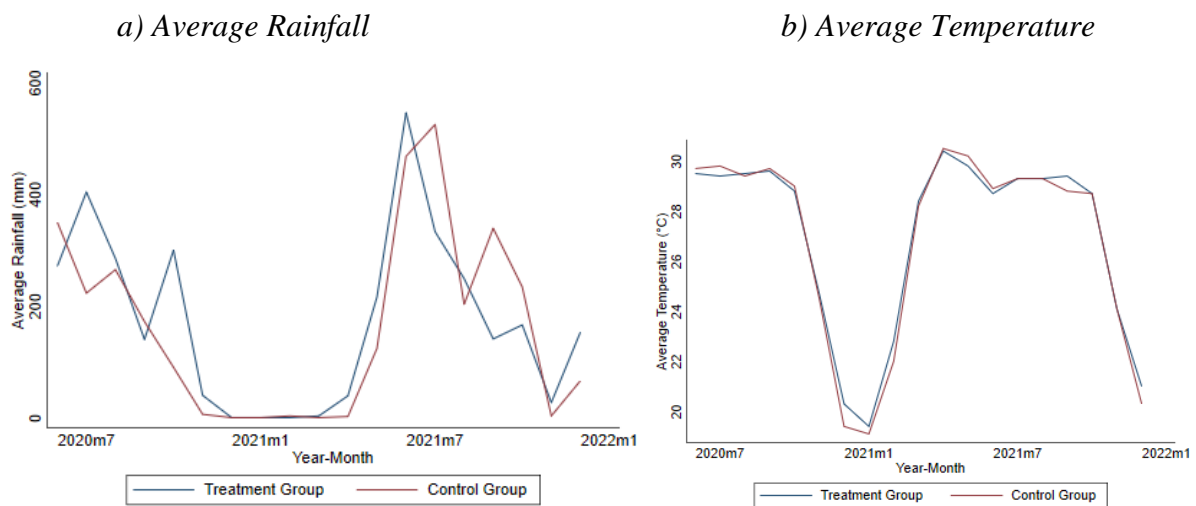 a) Average Rainfall
b) Average Temperature
Average Rainfall (mm)
600
400
200
0
2020m7
2021m1
2021m7
2022m1
Year-Month
Treatment Group
Control Group
Average Temperature (°C)
30
28
26
24
22
20
2020m7
2021m1
2021m7
2022m1
Year-Month
Treatment Group
Control Group